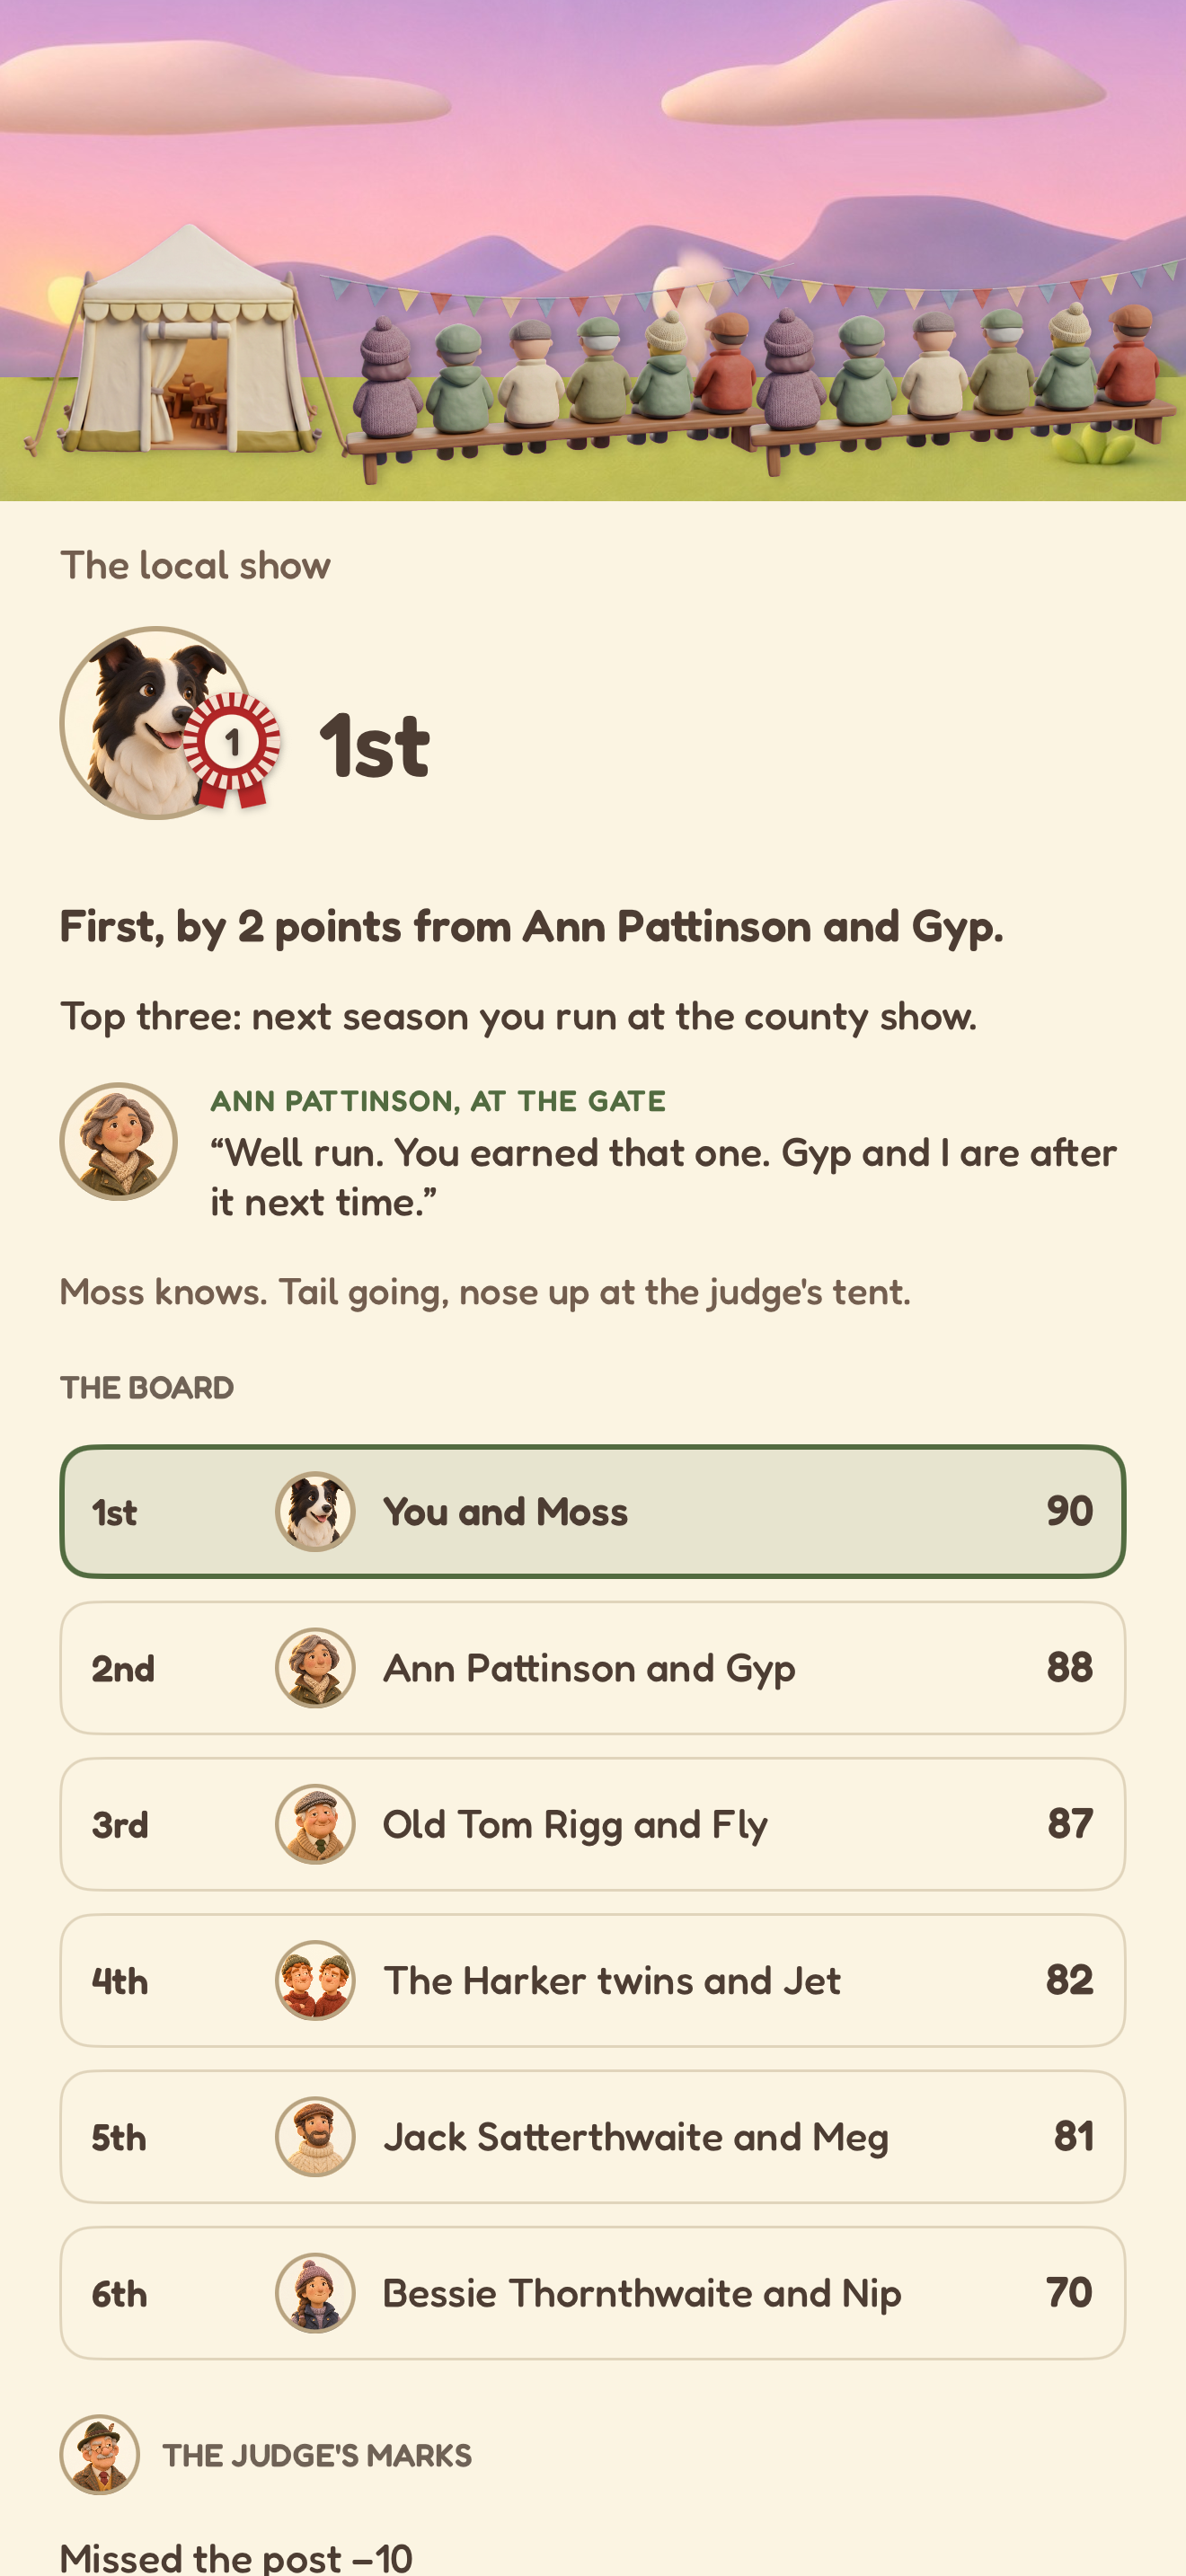 The local show
1
1st
First, by 2 points from Ann Pattinson and Gyp.
Top three: next season you run at the county show.
ANN PATTINSON, AT THE GATE
“Well run. You earned that one. Gyp and I are after
it next time.”
Moss knows. Tail going, nose up at the judge's tent.
THE BOARD
1st You and Moss 90
2nd Ann Pattinson and Gyp 88
3rd Old Tom Rigg and Fly 87
4th The Harker twins and Jet 82
5th Jack Satterthwaite and Meg 81
6th Bessie Thornthwaite and Nip 70
THE JUDGE'S MARKS
Missed the post –10